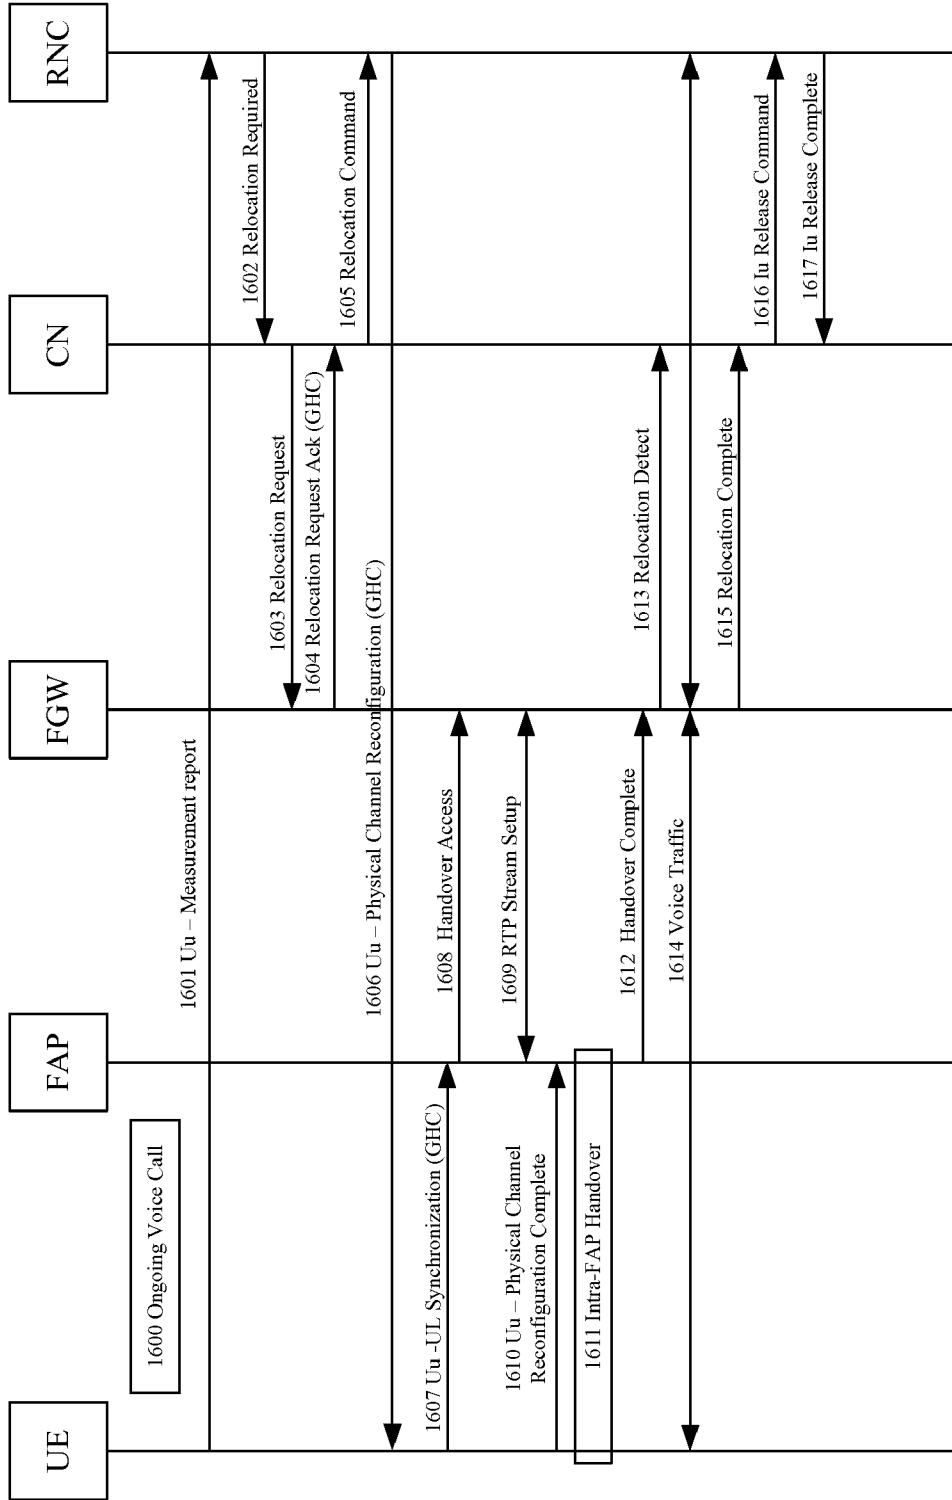 UE
FAP
FGW
CN
RNC
1600 Ongoing Voice Call
1601 Uu – Measurement report
1602 Relocation Required
1603 Relocation Request
1604 Relocation Request Ack (GHC)
1605 Relocation Command
1606 Uu – Physical Channel Reconfiguration (GHC)
1607 Uu -UL Synchronization (GHC)
1608 Handover Access
1609 RTP Stream Setup
1610 Uu – Physical Channel
Reconfiguration Complete
1611 Intra-FAP Handover
1612 Handover Complete
1613 Relocation Detect
1614 Voice Traffic
1615 Relocation Complete
1616 Iu Release Command
1617 Iu Release Complete